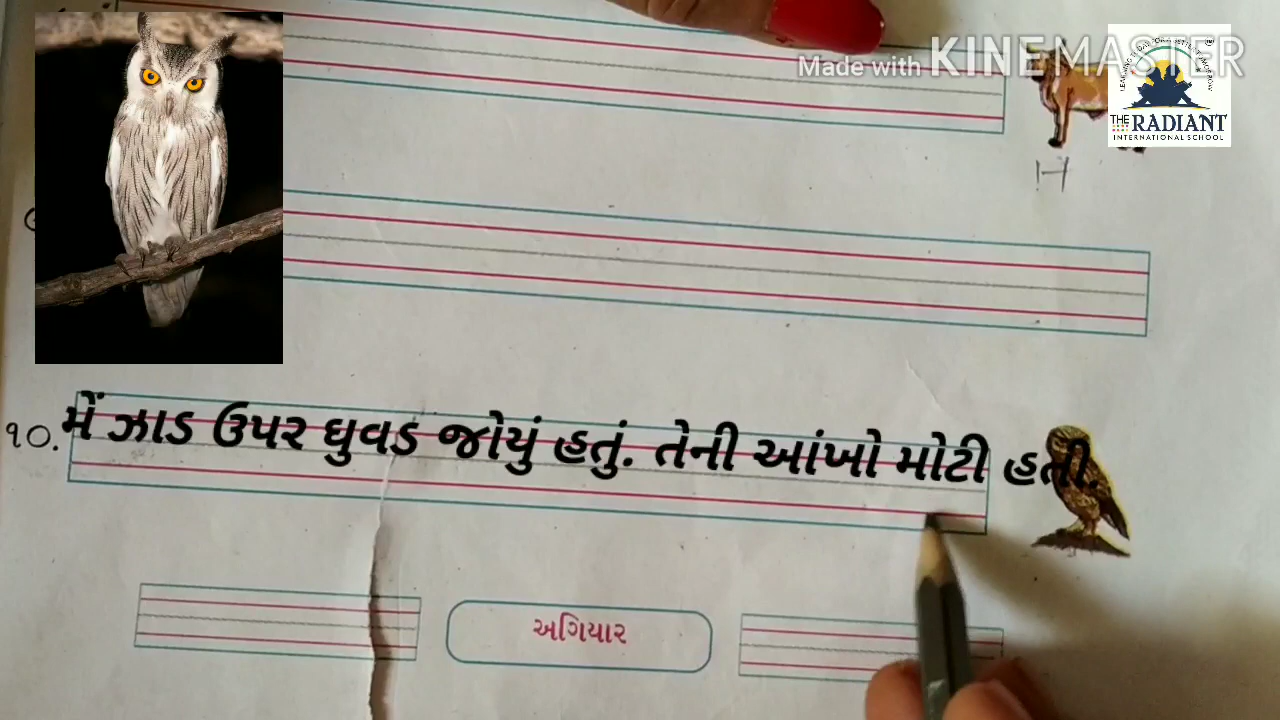 Made with KINEMASTER
THE RADIANT
INTERNATIONAL SCHOOL
મેં ઝાડ ઉપર ઘુવડ જોયું હતું. તેની આંખો મોટી હતી.
૧૦.
અગિયાર